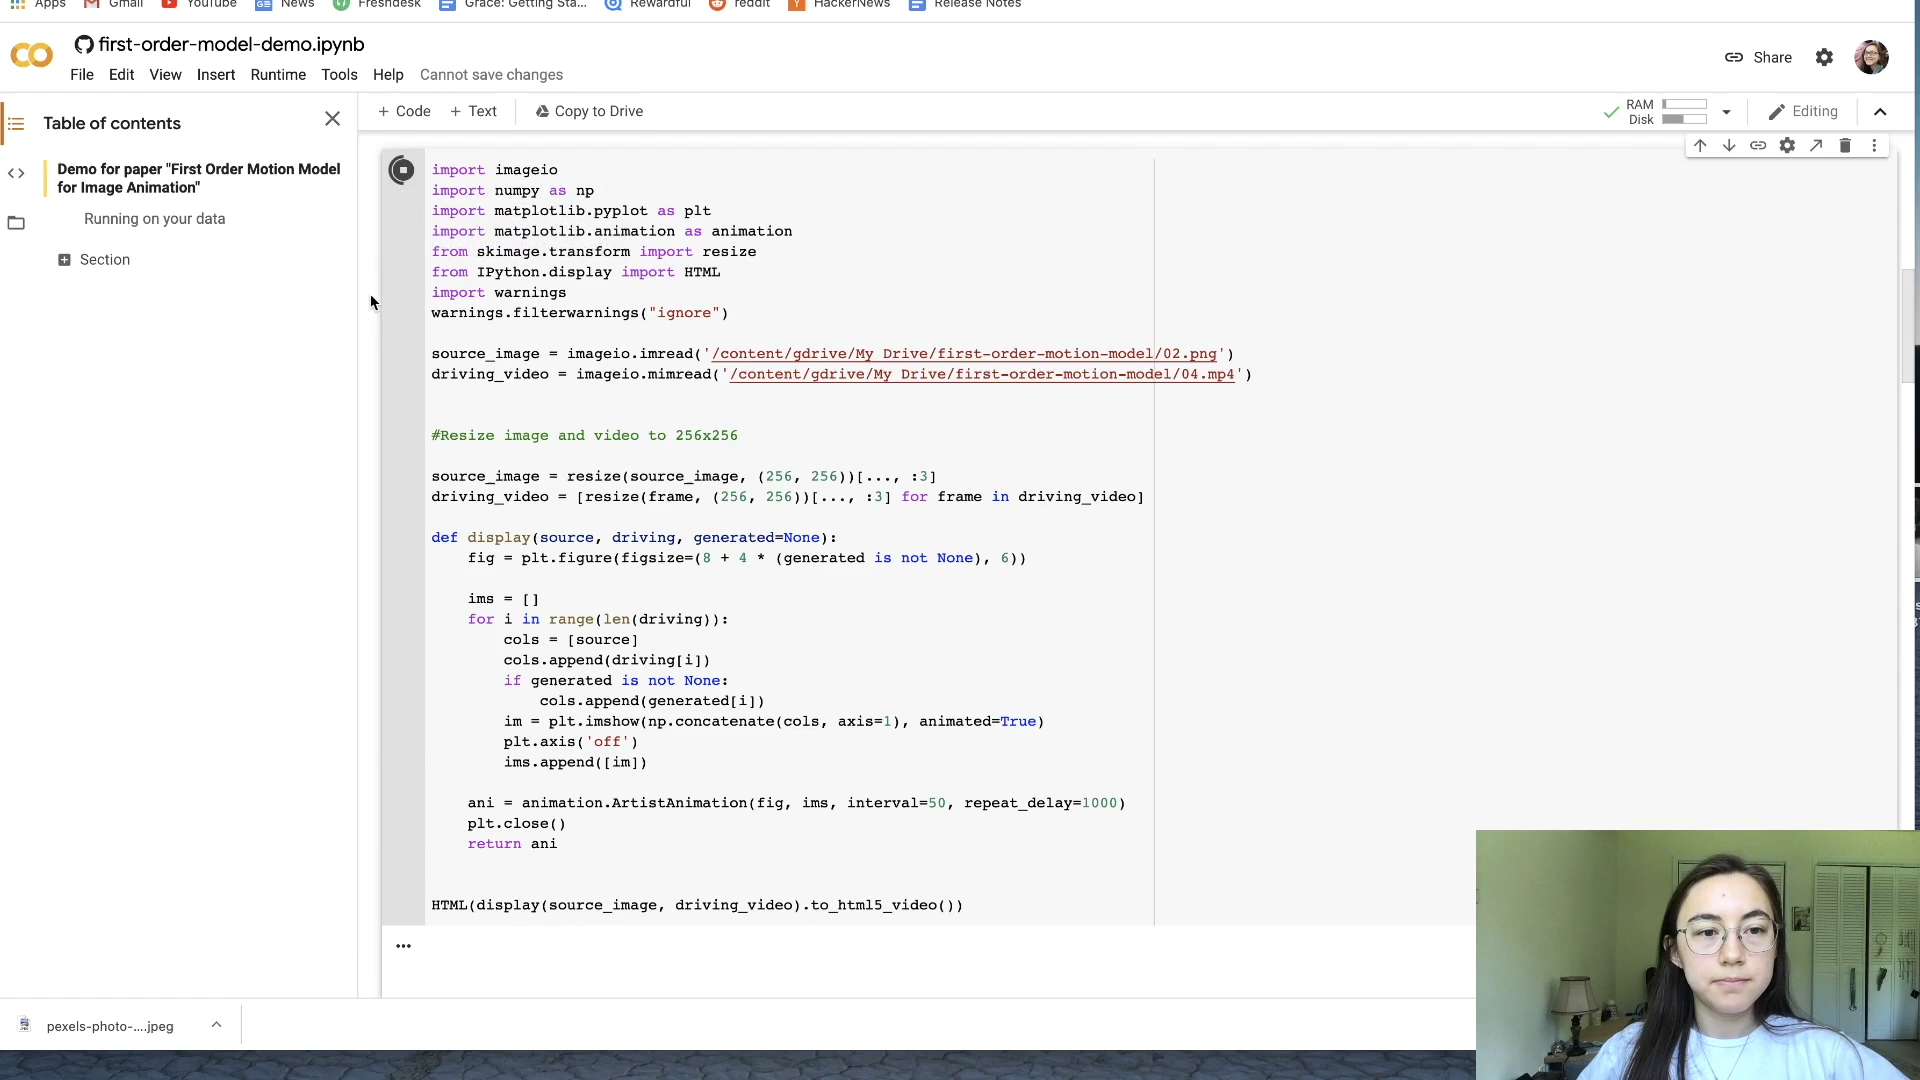 Apps Gmail YouTube News Freshdesk Grace: Getting Sta... Rewardful reddit HackerNews Release Notes
first-order-model-demo.ipynb
File Edit View Insert Runtime Tools Help Cannot save changes
Share
Table of contents
+ Code + Text Copy to Drive
RAM
Disk
Editing
Demo for paper "First Order Motion Model
for Image Animation"
Running on your data
Section
import imageio
import numpy as np
import matplotlib.pyplot as plt
import matplotlib.animation as animation
from skimage.transform import resize
from IPython.display import HTML
import warnings
warnings.filterwarnings("ignore")
source_image = imageio.imread('/content/gdrive/My Drive/first-order-motion-model/02.png')
driving_video = imageio.mimread('/content/gdrive/My Drive/first-order-motion-model/04.mp4')
#Resize image and video to 256x256
source_image = resize(source_image, (256, 256))[..., :3]
driving_video = [resize(frame, (256, 256))[..., :3] for frame in driving_video]
def display(source, driving, generated=None):
    fig = plt.figure(figsize=(8 + 4 * (generated is not None), 6))
    ims = []
    for i in range(len(driving)):
        cols = [source]
        cols.append(driving[i])
        if generated is not None:
            cols.append(generated[i])
        im = plt.imshow(np.concatenate(cols, axis=1), animated=True)
        plt.axis('off')
        ims.append([im])
    ani = animation.ArtistAnimation(fig, ims, interval=50, repeat_delay=1000)
    plt.close()
    return ani
HTML(display(source_image, driving_video).to_html5_video())
pexels-photo-....jpeg